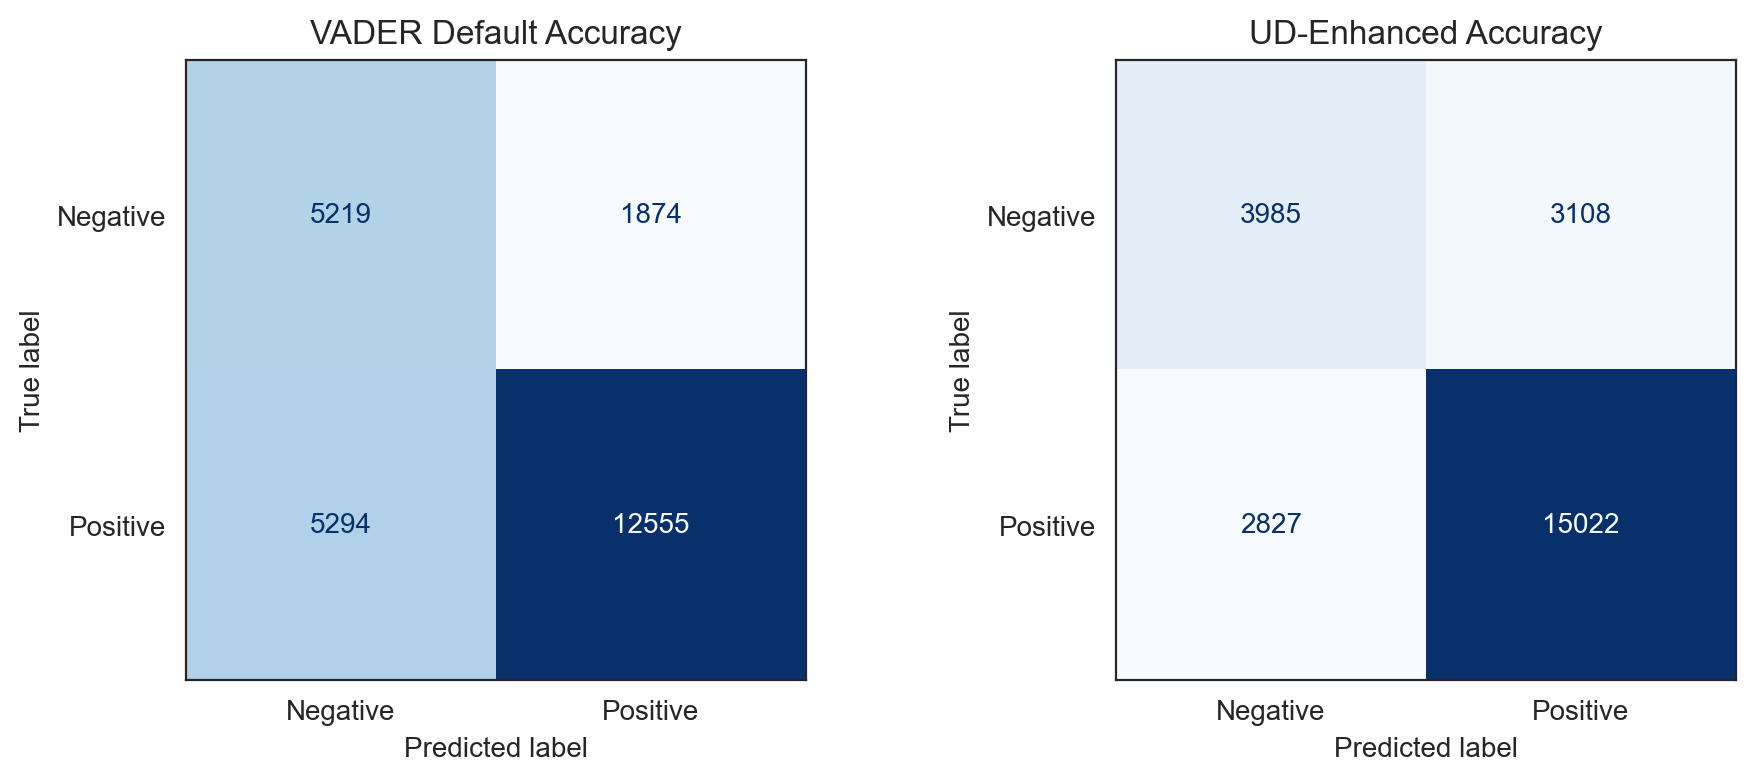 VADER Default Accuracy
True label
Negative
5219
1874
Positive
5294
12555
Negative
Positive
Predicted label
UD-Enhanced Accuracy
True label
Negative
3985
3108
Positive
2827
15022
Negative
Positive
Predicted label